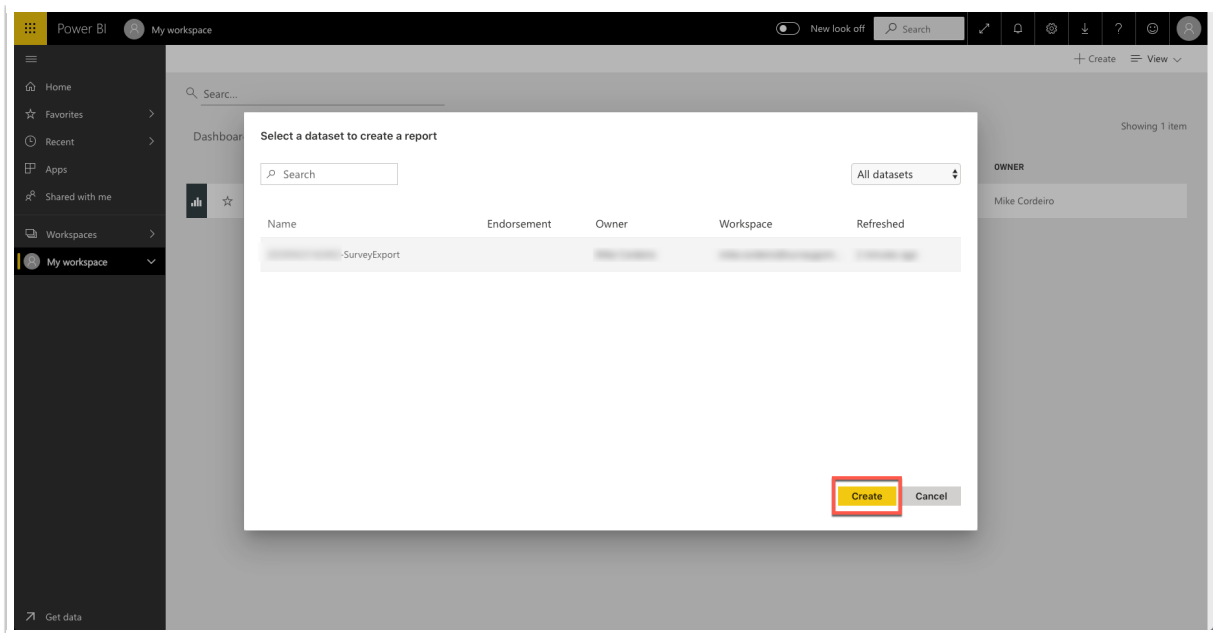 Power BI My workspace New look off Search ?
Home
Searc...
Favorites
Showing 1 item
Dashboar
Select a dataset to create a report
Recent
+ Create View
Apps
Search
All datasets
OWNER
Shared with me
Mike Cordeiro
Name Endorsement Owner Workspace Refreshed
Workspaces
-SurveyExport
My workspace
Create Cancel
Get data